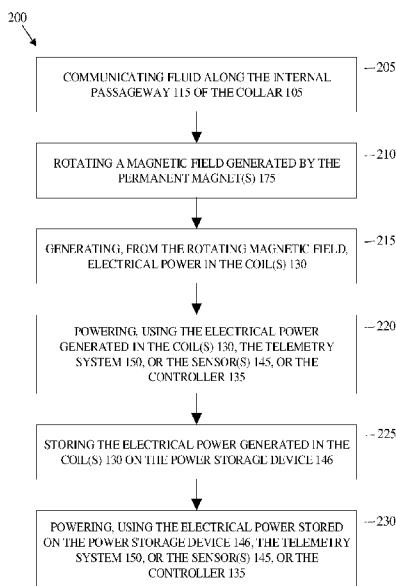 200
COMMUNICATING FLUID ALONG THE INTERNAL
PASSAGEWAY 115 OF THE COLLAR 105
205
ROTATING A MAGNETIC FIELD GENERATED BY THE
PERMANENT MAGNET(S) 175
210
GENERATING, FROM THE ROTATING MAGNETIC FIELD,
ELECTRICAL POWER IN THE COIL(S) 130
215
POWERING, USING THE ELECTRICAL POWER
GENERATED IN THE COIL(S) 130, THE TELEMETRY
SYSTEM 150, OR THE SENSOR(S) 145, OR THE
CONTROLLER 135
220
STORING THE ELECTRICAL POWER GENERATED IN THE
COIL(S) 130 ON THE POWER STORAGE DEVICE 146
225
POWERING, USING THE ELECTRICAL POWER STORED
ON THE POWER STORAGE DEVICE 146, THE TELEMETRY
SYSTEM 150, OR THE SENSOR(S) 145, OR THE
CONTROLLER 135
230